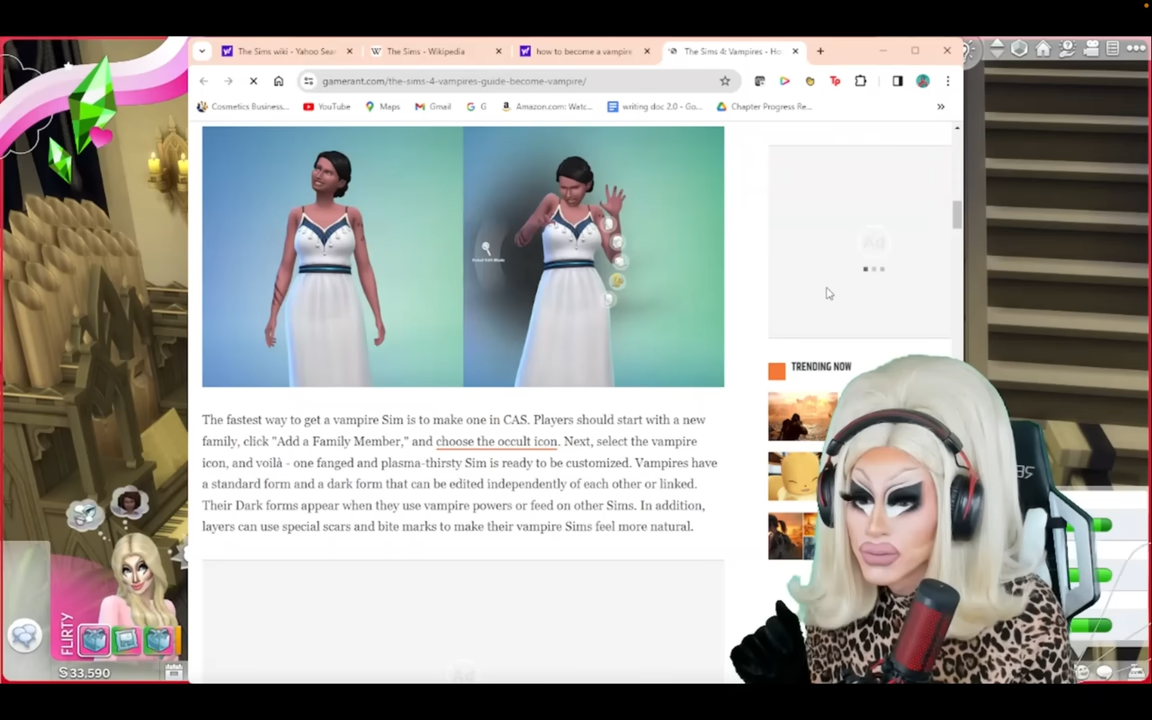 The Sims wiki - Yahoo Sea
The Sims - Wikipedia
how to become a vampire
The Sims 4: Vampires - Ho
gamerant.com/the-sims-4-vampires-guide-become-vampire/
Cosmetics Business...
YouTube
Maps
Gmail
G
Amazon.com: Watc...
writing doc 2.0 - Go...
Chapter Progress Re...
Ad
TRENDING NOW
The fastest way to get a vampire Sim is to make one in CAS. Players should start with a new
family, click "Add a Family Member," and choose the occult icon. Next, select the vampire
icon, and voilà - one fanged and plasma-thirsty Sim is ready to be customized. Vampires have
a standard form and a dark form that can be edited independently of each other or linked.
Their Dark forms appear when they use vampire powers or feed on other Sims. In addition,
layers can use special scars and bite marks to make their vampire Sims feel more natural.
FLIRTY
§33,590